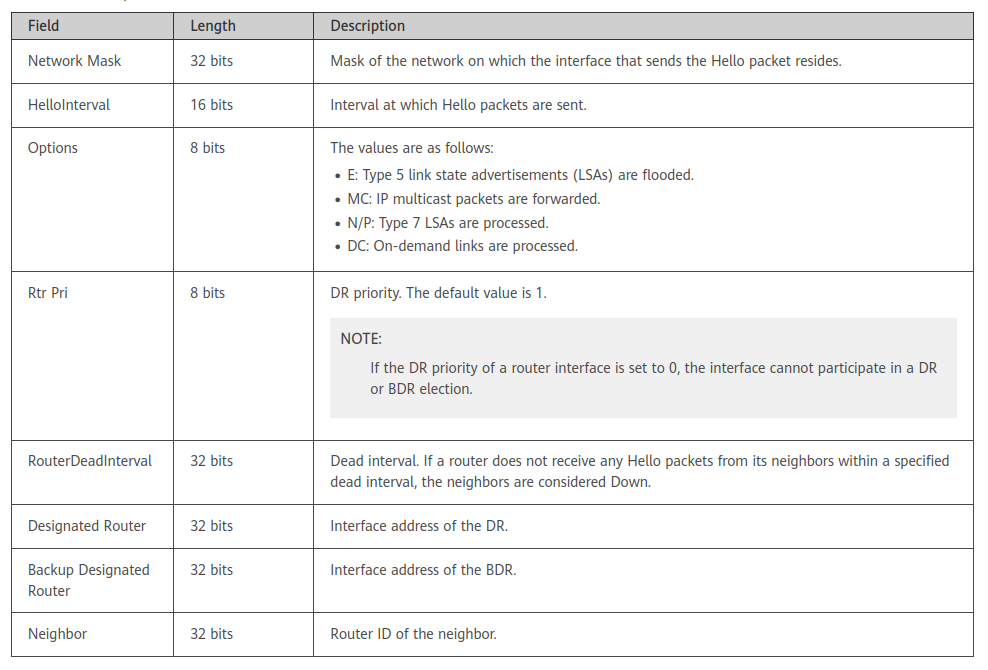 Field Length Description
Network Mask 32 bits Mask of the network on which the interface that sends the Hello packet resides.
HelloInterval 16 bits Interval at which Hello packets are sent.
Options 8 bits The values are as follows:
• E: Type 5 link state advertisements (LSAs) are flooded.
• MC: IP multicast packets are forwarded.
• N/P: Type 7 LSAs are processed.
• DC: On-demand links are processed.
Rtr Pri 8 bits DR priority. The default value is 1.
NOTE:
If the DR priority of a router interface is set to 0, the interface cannot participate in a DR
or BDR election.
RouterDeadInterval 32 bits Dead interval. If a router does not receive any Hello packets from its neighbors within a specified
dead interval, the neighbors are considered Down.
Designated Router 32 bits Interface address of the DR.
Backup Designated 32 bits Interface address of the BDR.
Router
Neighbor 32 bits Router ID of the neighbor.